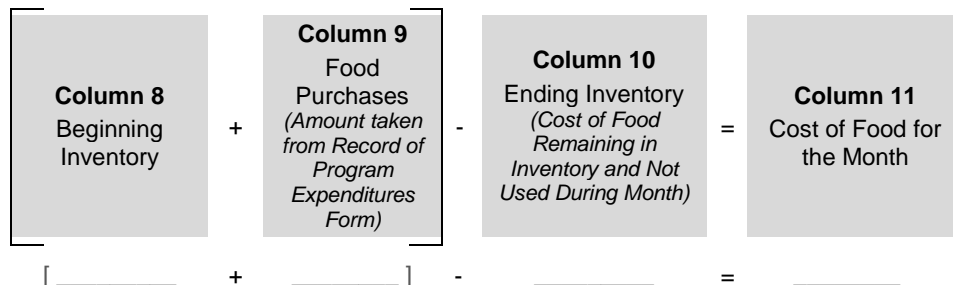 Column 8
Beginning
Inventory
+
Column 9
Food
Purchases
(Amount taken
from Record of
Program
Expenditures
Form)
-
Column 10
Ending Inventory
(Cost of Food
Remaining in
Inventory and Not
Used During Month)
=
Column 11
Cost of Food for
the Month
[ _________ + ________ ] - _________ = ________